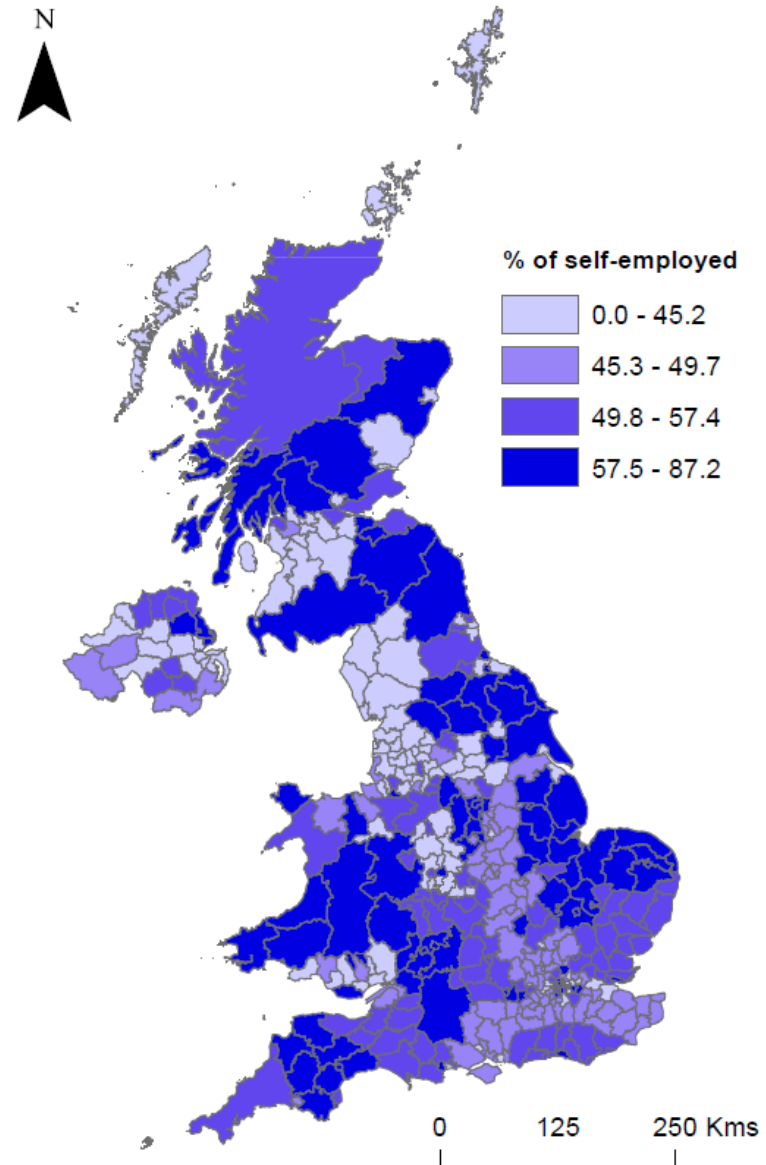 N
% of self-employed
0.0 - 45.2
45.3 - 49.7
49.8 - 57.4
57.5 - 87.2
0 125 250 Kms